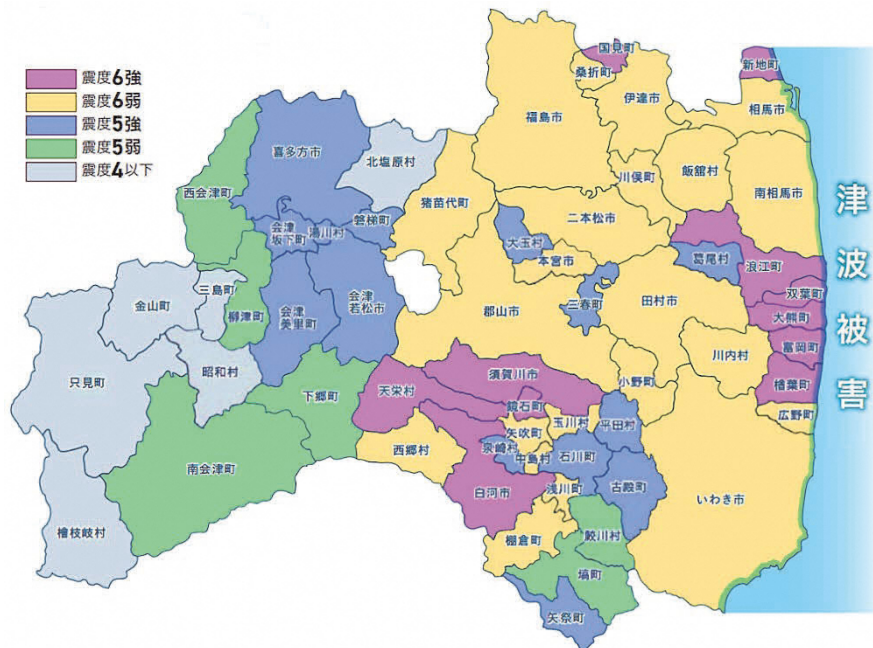 震度6強
震度6弱
震度5強
震度5弱
震度4以下
国見町
桑折町
伊達市
新地町
相馬市
福島市
喜多方市
北塩原村
西会津町
川俣町
飯舘村
南相馬市
猪苗代町
二本松市
会津
坂下町
湯川村
磐梯町
大玉村
本宮市
葛尾村
浪江町
双葉町
三島町
金山町
柳津町
会津
美里町
会津
若松市
三春町
田村市
大熊町
郡山市
富岡町
川内村
只見町
昭和村
下郷町
天栄村
須賀川市
小野町
楢葉町
鏡石町
玉川村
平田村
広野町
矢吹町
西郷村
泉崎村
中島村
石川町
南会津町
白河市
浅川町
古殿町
いわき市
檜枝岐村
棚倉町
鮫川村
塙町
矢祭町
津波被害